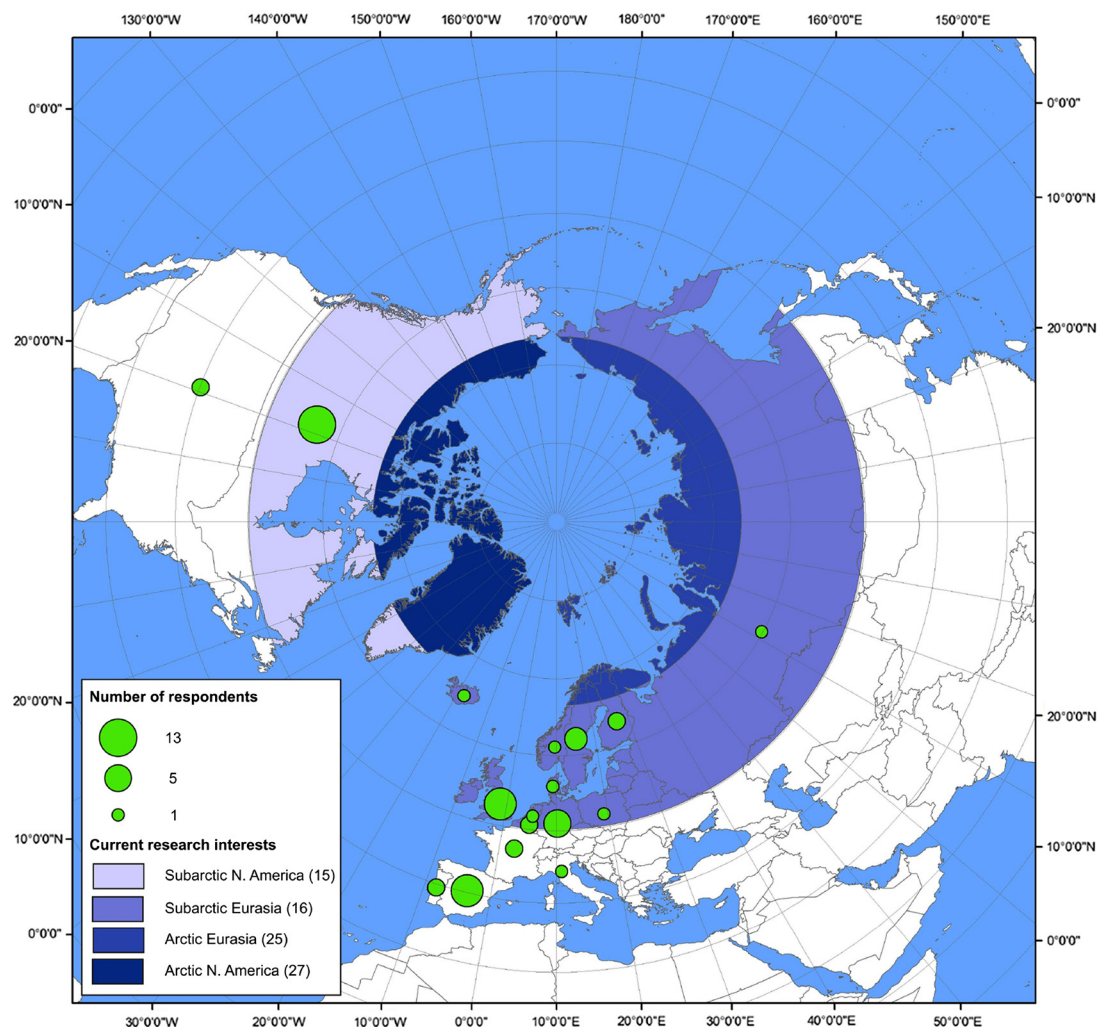 130°0'0"W 140°0'0"W 150°0'0"W 160°0'0"W 170°0'0"W 180°0'0" 170°0'0"E 160°0'0"E 150°0'0"E
0°0'0" 0°0'0"
10°0'0"N 10°0'0"N
20°0'0"N 20°0'0"N
20°0'0"N 20°0'0"N
10°0'0"N 10°0'0"N
0°0'0" 0°0'0"
Number of respondents
13
5
1
Current research interests
Subarctic N. America (15)
Subarctic Eurasia (16)
Arctic Eurasia (25)
Arctic N. America (27)
30°0'0"W 20°0'0"W 10°0'0"W 0°0'0" 10°0'0"E 20°0'0"E 30°0'0"E 40°0'0"E 50°0'0"E